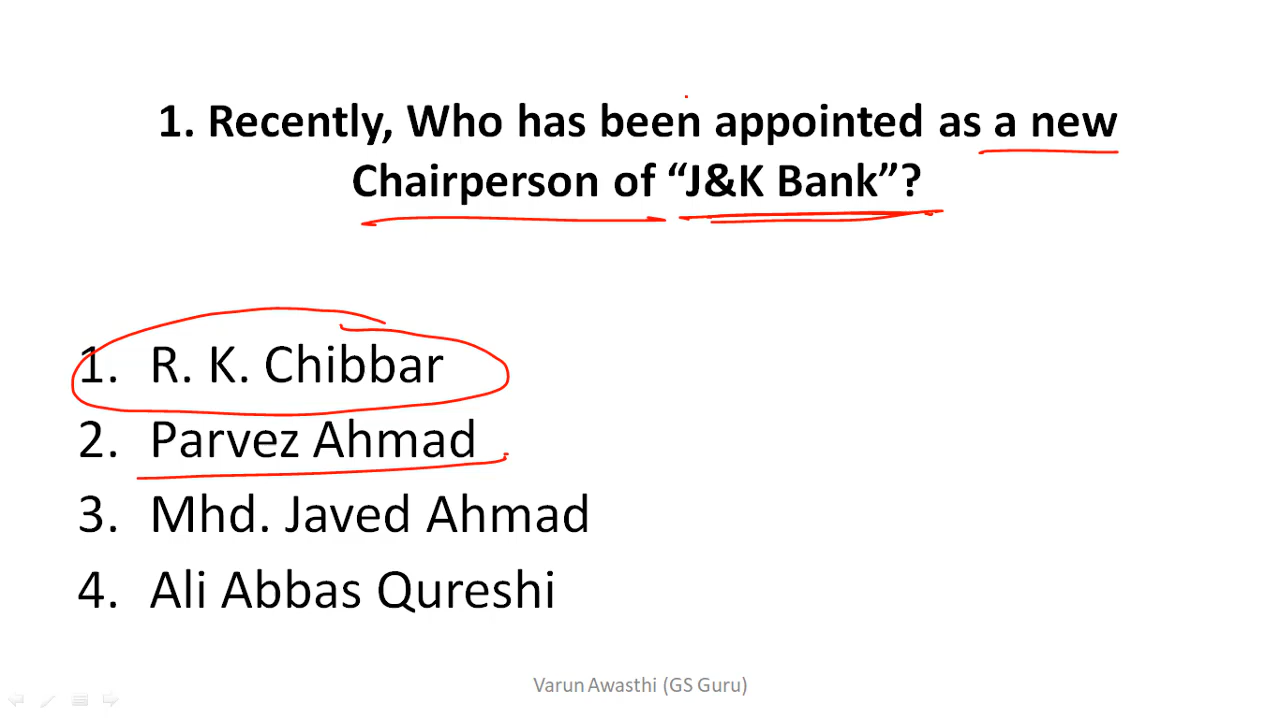 1. Recently, Who has been appointed as a new
Chairperson of “J&K Bank”?
1. R. K. Chibbar
2. Parvez Ahmad
3. Mhd. Javed Ahmad
4. Ali Abbas Qureshi
Varun Awasthi (GS Guru)